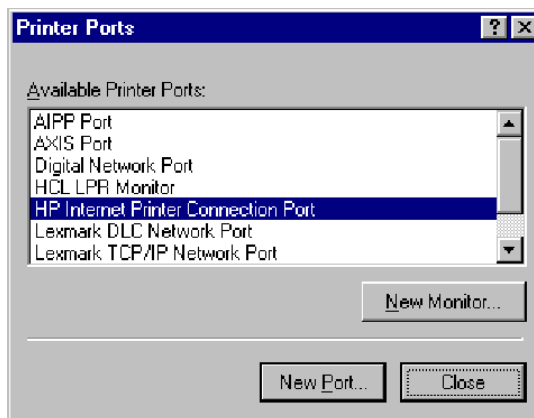 Printer Ports
Available Printer Ports:
AIPP Port
AXIS Port
Digital Network Port
HCL LPR Monitor
HP Internet Printer Connection Port
Lexmark DLC Network Port
Lexmark TCP/IP Network Port
New Monitor...
New Port...
Close